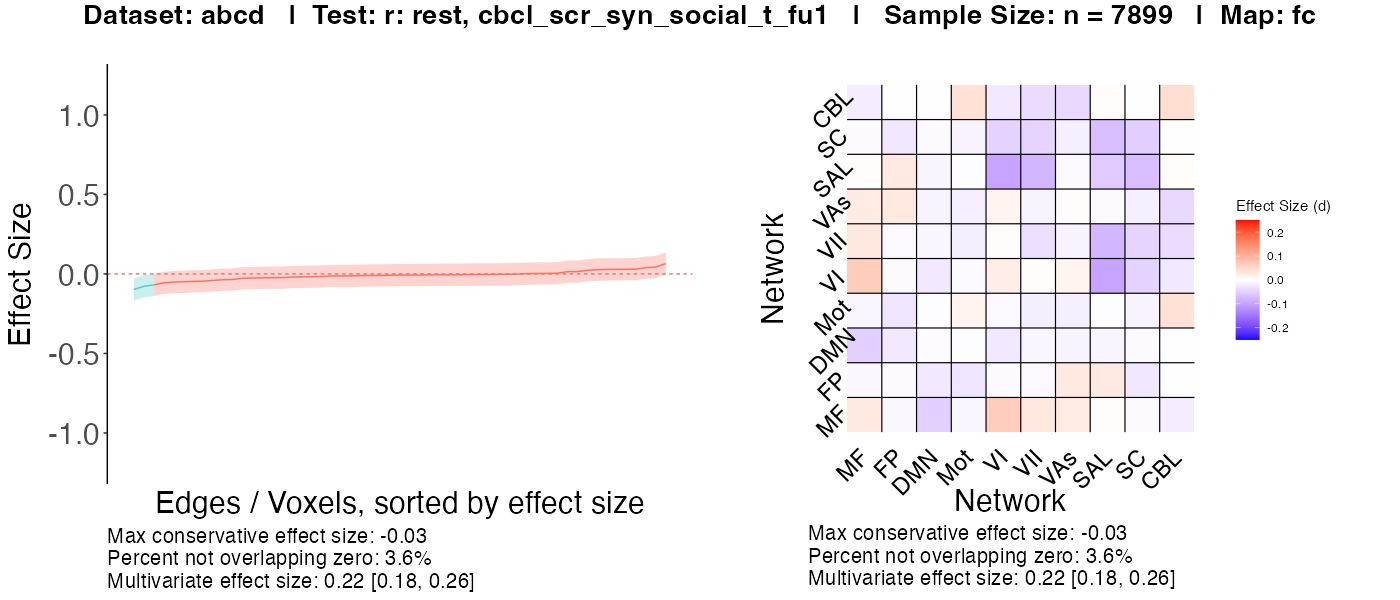 Dataset: abcd | Test: r: rest, cbcl_scr_syn_social_t_fu1 | Sample Size: n = 7899 | Map: fc
Effect Size
1.0
0.5
0.0
-0.5
-1.0
Edges / Voxels, sorted by effect size
Max conservative effect size: -0.03
Percent not overlapping zero: 3.6%
Multivariate effect size: 0.22 [0.18, 0.26]
Network
CBL
SC
SAL
VAs
VII
VI
Mot
DMN
FP
MF
MF FP DMN Mot VI VII VAs SAL SC CBL
Network
Max conservative effect size: -0.03
Percent not overlapping zero: 3.6%
Multivariate effect size: 0.22 [0.18, 0.26]
Effect Size (d)
0.2
0.1
0.0
-0.1
-0.2